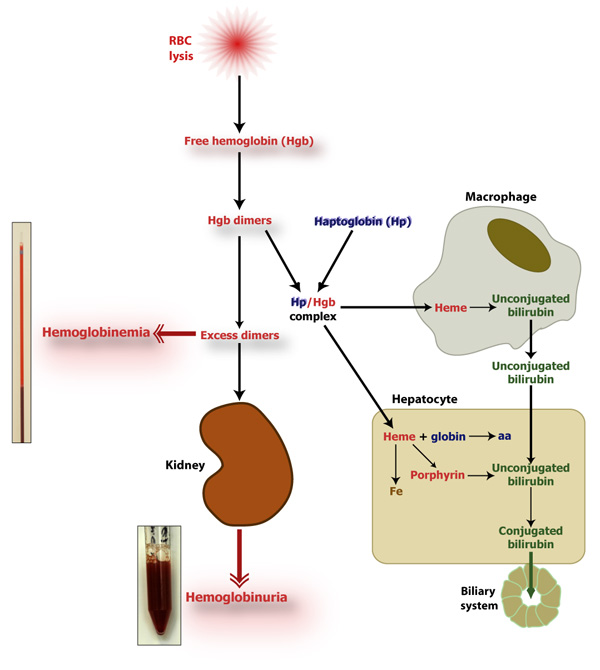 RBC
lysis
Free hemoglobin (Hgb)
Hgb dimers
Haptoglobin (Hp)
Macrophage
Hp/Hgb
complex
Heme
Unconjugated
bilirubin
Hemoglobinemia
Excess dimers
Unconjugated
bilirubin
Hepatocyte
Heme + globin
aa
Kidney
Porphyrin
Unconjugated
bilirubin
Fe
Conjugated
bilirubin
Hemoglobinuria
Biliary
system